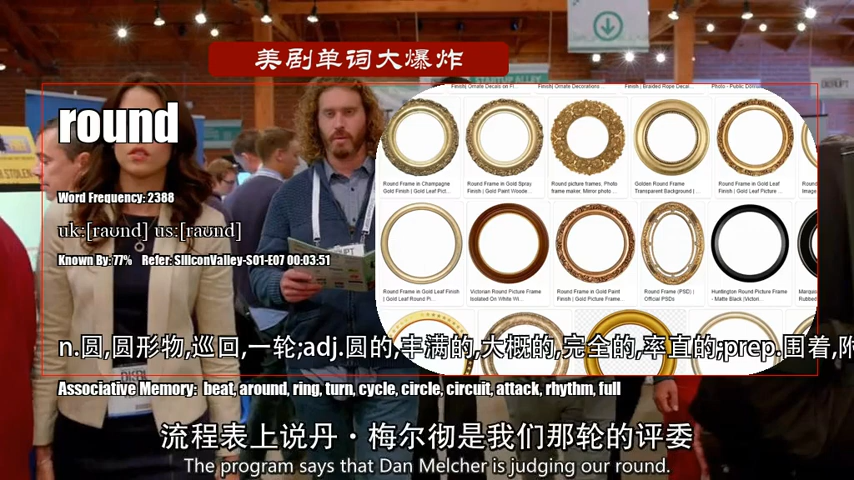 美剧单词大爆炸
STARTUP ALLEY
round
Word Frequency: 2388
uk:[raʊnd] us:[raʊnd]
Known By: 77% Refer: SiliconValley-S01-E07 00:03:51
Round Frame in Champagne Gold Finish | Gold Leaf Pict...
Round Frame in Gold Spray Finish | Gold Paint Woode...
Round picture frames, Photo frame maker, Mirror photo ...
Golden Round Frame Transparent Background | ...
Round Frame in Gold Leaf Finish | Gold Leaf Picture ...
Round Frame in Gold Leaf Finish | Gold Leaf Round Pi...
Victorian Round Picture Frame Isolated On White Wi...
Round Frame in Gold Paint Finish | Gold Picture Frame...
Round Frame (PSD) | Official PSDs
Huntington Round Picture Frame - Matte Black |Victori...
n.圆,圆形物,巡回,一轮;adj.圆的,丰满的,大概的,完全的,率直的;prep.围着,附
Associative Memory: beat, around, ring, turn, cycle, circle, circuit, attack, rhythm, full
流程表上说丹·梅尔彻是我们那轮的评委
The program says that Dan Melcher is judging our round.